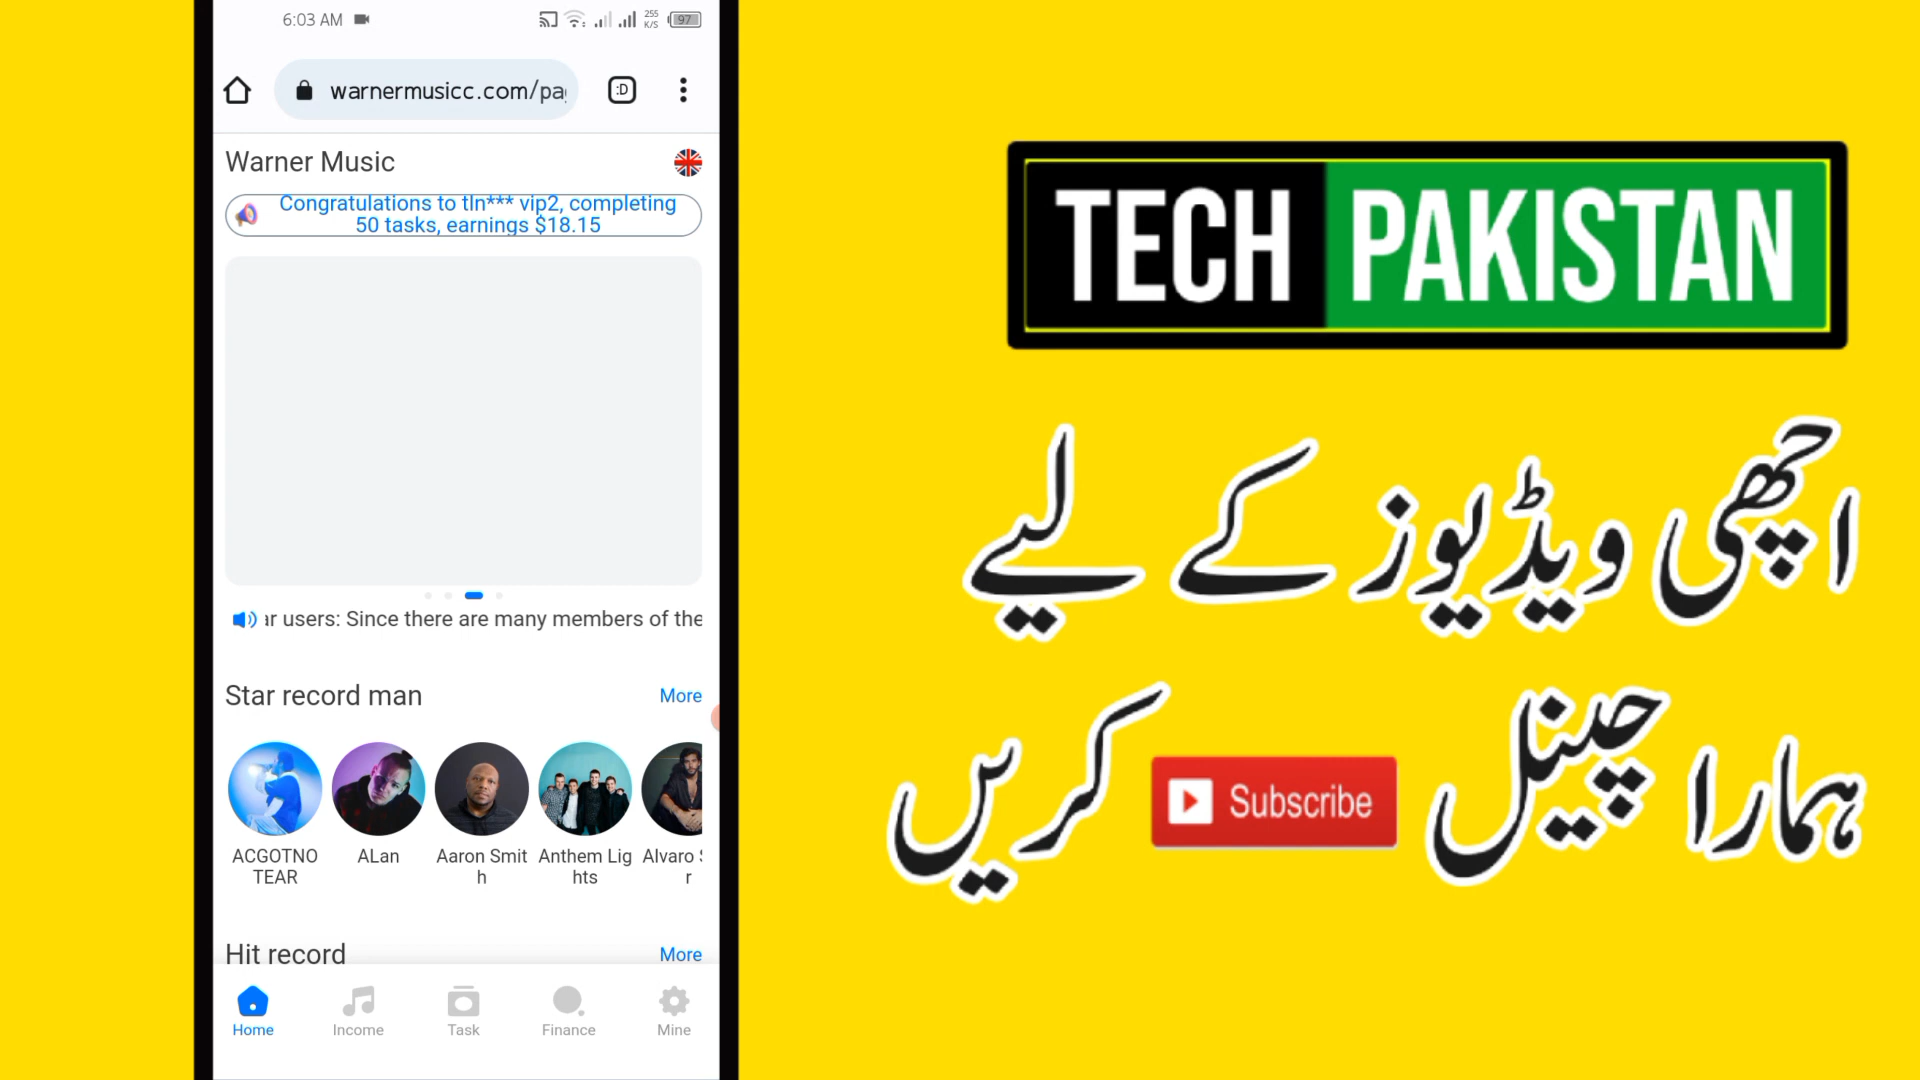 6:03 AM
255
K/S
97
warnermusicc.com/pa
:D
Warner Music
Congratulations to tln*** vip2, completing
50 tasks, earnings $18.15
ar users: Since there are many members of the
Star record man
More
ACGOTNO
TEAR
ALan
Aaron Smit
h
Anthem Lig
hts
Alvaro S
r
Hit record
More
Home
Income
Task
Finance
Mine
TECH PAKISTAN
اچھی ویڈیوز کے لیے
ہمارا چینل Subscribe کریں